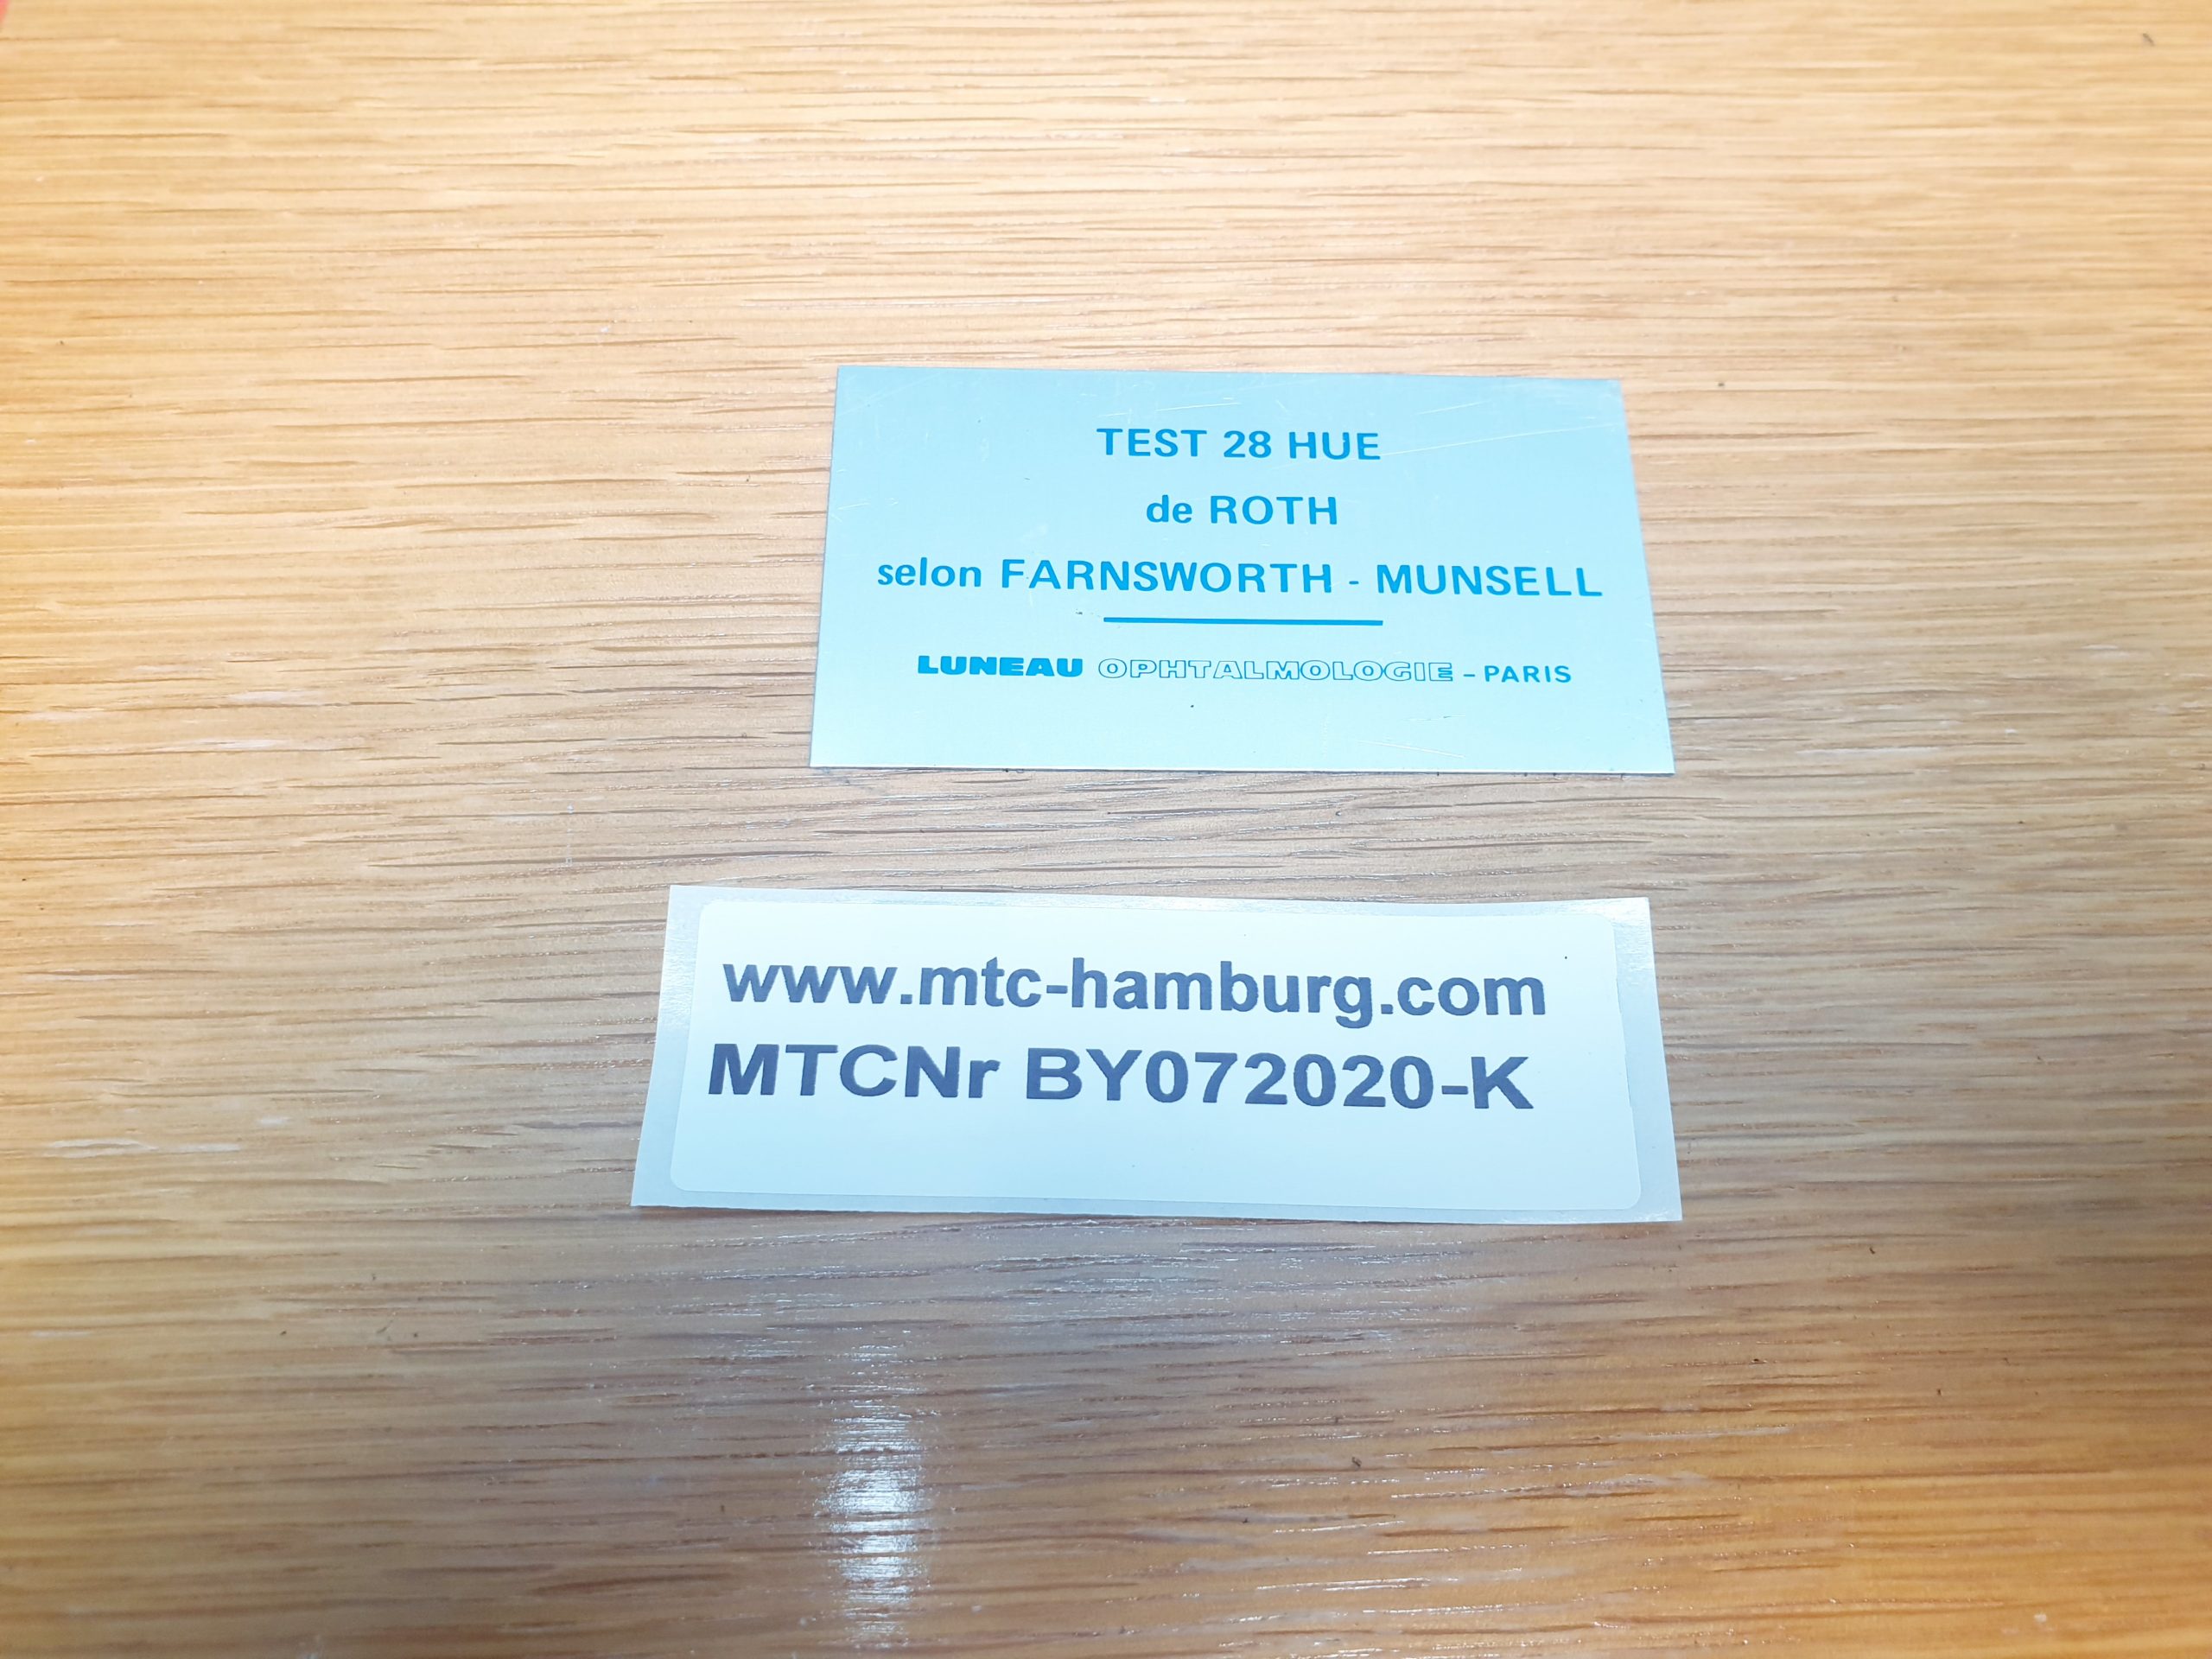 TEST 28 HUE
de ROTH
selon FARNSWORTH - MUNSELL
LUNEAU OPHTALMOLOGIE - PARIS
www.mtc-hamburg.com
MTCNr BY072020-K